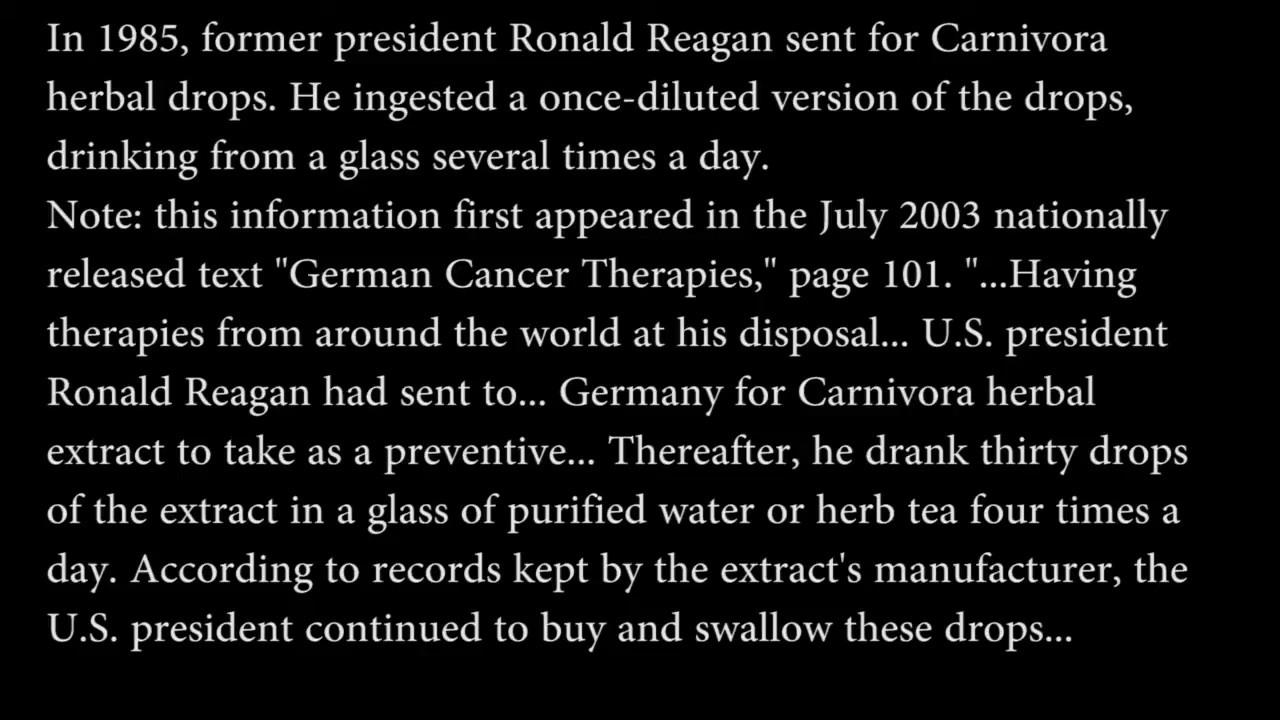 In 1985, former president Ronald Reagan sent for Carnivora
herbal drops. He ingested a once-diluted version of the drops,
drinking from a glass several times a day.
Note: this information first appeared in the July 2003 nationally
released text "German Cancer Therapies," page 101. "...Having
therapies from around the world at his disposal... U.S. president
Ronald Reagan had sent to... Germany for Carnivora herbal
extract to take as a preventive... Thereafter, he drank thirty drops
of the extract in a glass of purified water or herb tea four times a
day. According to records kept by the extract's manufacturer, the
U.S. president continued to buy and swallow these drops...